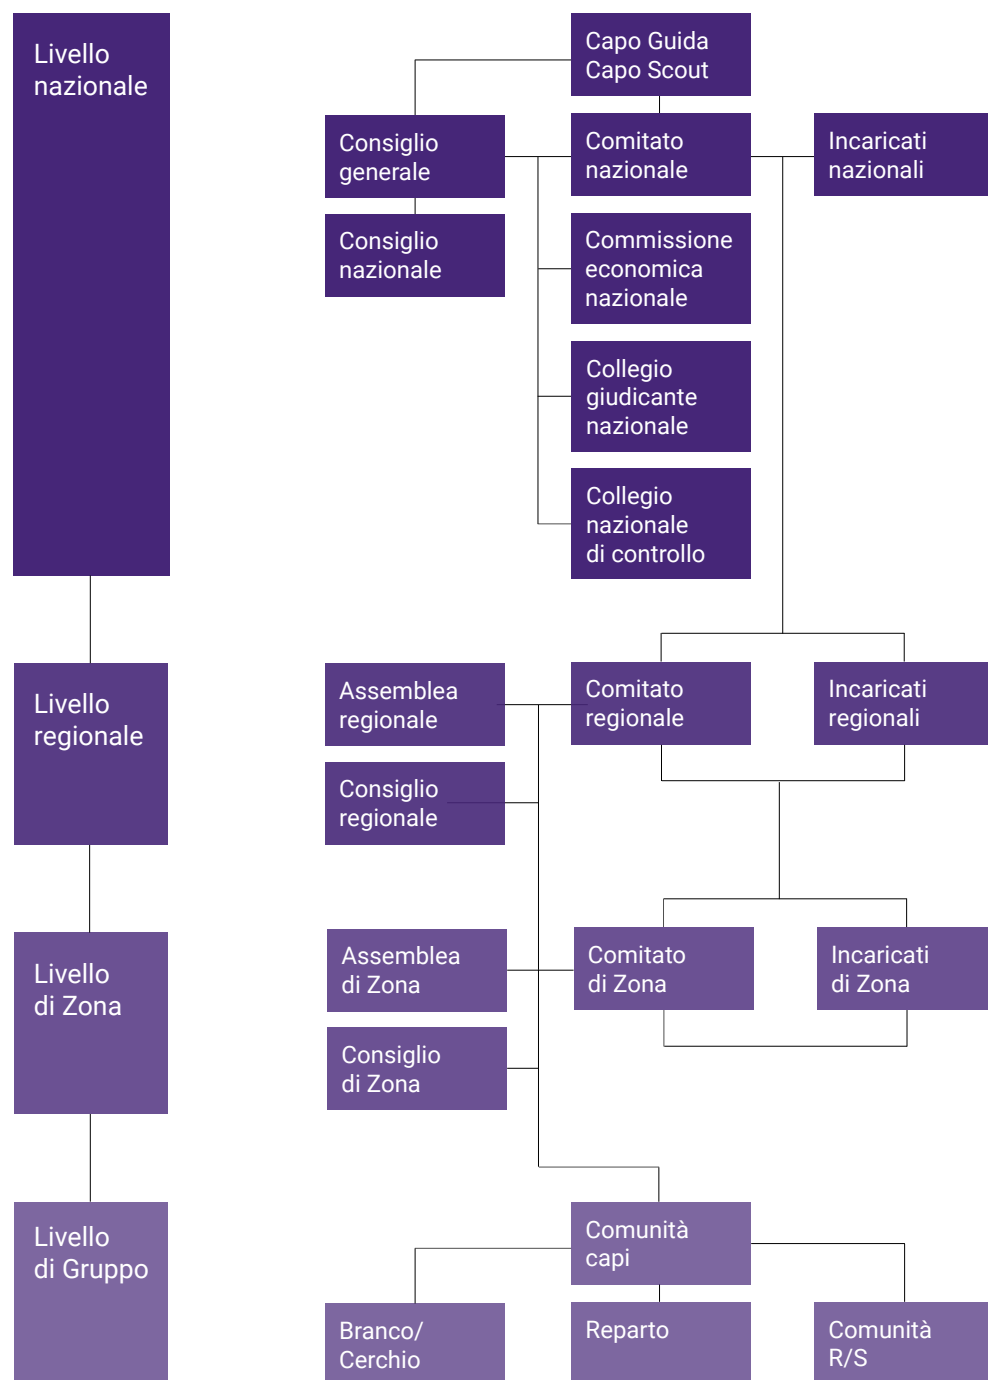 Livello
nazionale
Capo Guida
Capo Scout
Consiglio
generale
Comitato
nazionale
Incaricati
nazionali
Consiglio
nazionale
Commissione
economica
nazionale
Collegio
giudicante
nazionale
Collegio
nazionale
di controllo
Livello
regionale
Assemblea
regionale
Comitato
regionale
Incaricati
regionali
Consiglio
regionale
Livello
di Zona
Assemblea
di Zona
Comitato
di Zona
Incaricati
di Zona
Consiglio
di Zona
Livello
di Gruppo
Comunità
capi
Branco/
Cerchio
Reparto
Comunità
R/S